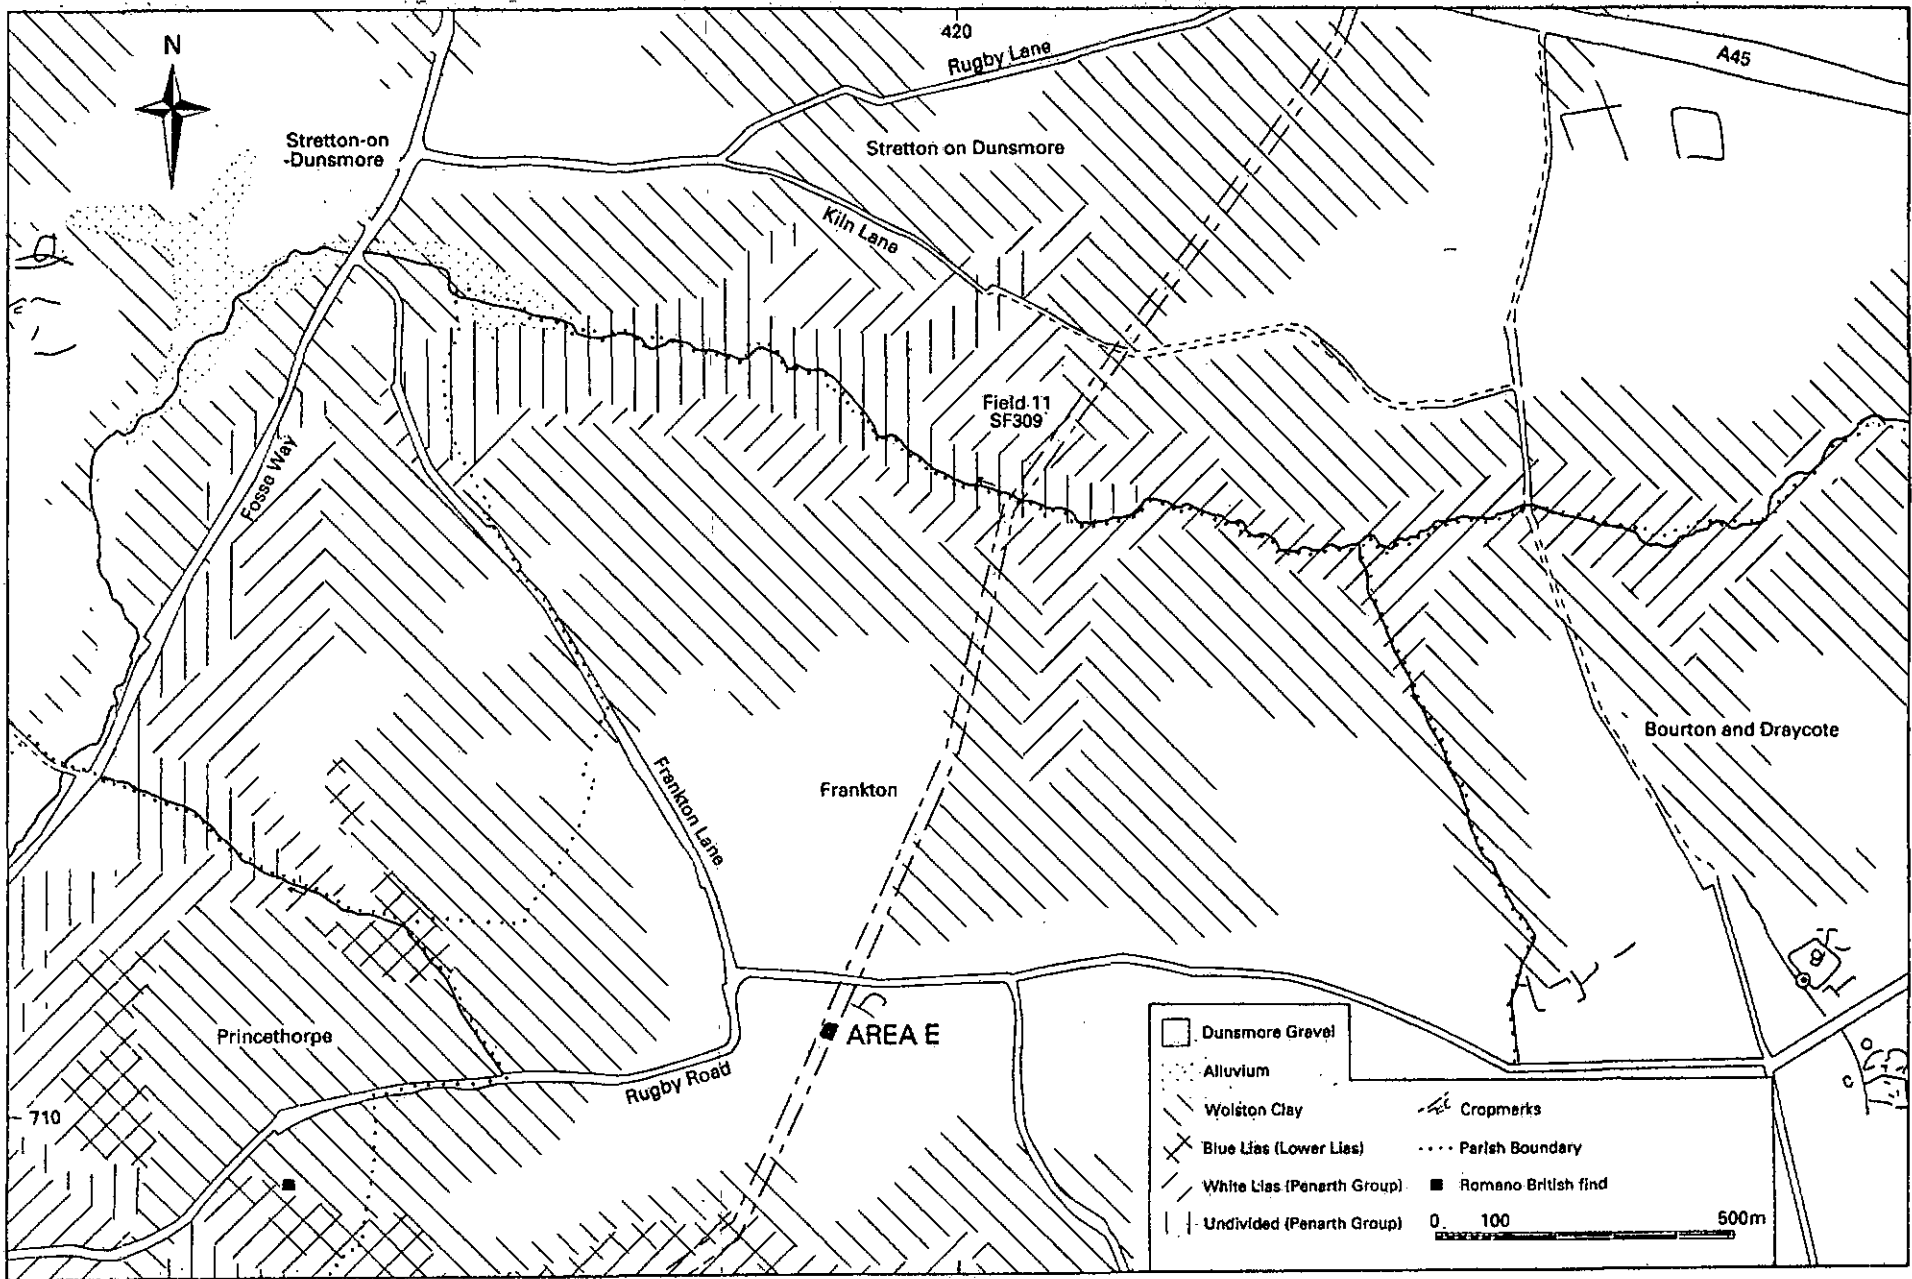 420
N
Rugby Lane
A45
Stretton-on
-Dunsmore
Stretton on Dunsmore
Kiln Lane
Field 11
SF309
Fosse Way
Bourton and Draycote
Frankton Lane
Frankton
Princethorpe
AREA E
Rugby Road
710
Dunsmore Gravel
Alluvium
Wolston Clay
Blue Lias (Lower Lias)
White Lias (Penarth Group)
Undivided (Penarth Group)
Cropmarks
Parish Boundary
Romano British find
0 100 500m